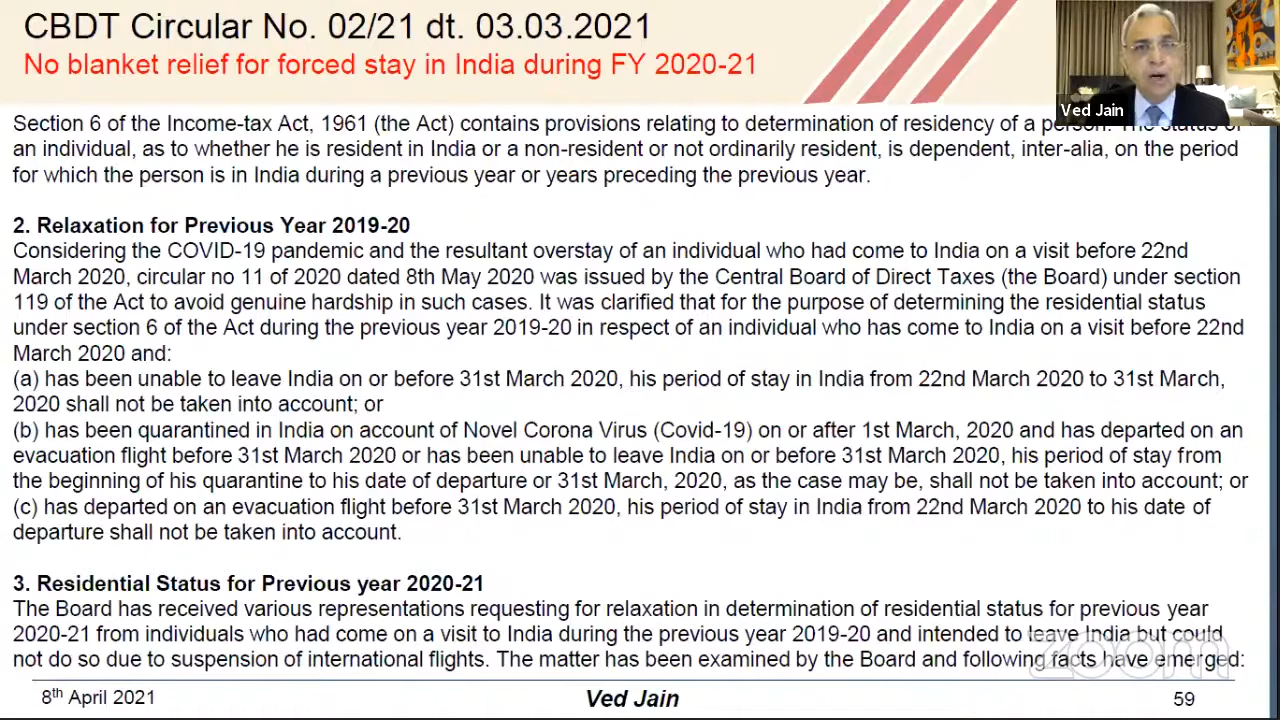 CBDT Circular No. 02/21 dt. 03.03.2021
No blanket relief for forced stay in India during FY 2020-21
Ved Jain
Section 6 of the Income-tax Act, 1961 (the Act) contains provisions relating to determination of residency of a person. The status of
an individual, as to whether he is resident in India or a non-resident or not ordinarily resident, is dependent, inter-alia, on the period
for which the person is in India during a previous year or years preceding the previous year.
2. Relaxation for Previous Year 2019-20
Considering the COVID-19 pandemic and the resultant overstay of an individual who had come to India on a visit before 22nd
March 2020, circular no 11 of 2020 dated 8th May 2020 was issued by the Central Board of Direct Taxes (the Board) under section
119 of the Act to avoid genuine hardship in such cases. It was clarified that for the purpose of determining the residential status
under section 6 of the Act during the previous year 2019-20 in respect of an individual who has come to India on a visit before 22nd
March 2020 and:
(a) has been unable to leave India on or before 31st March 2020, his period of stay in India from 22nd March 2020 to 31st March,
2020 shall not be taken into account; or
(b) has been quarantined in India on account of Novel Corona Virus (Covid-19) on or after 1st March, 2020 and has departed on an
evacuation flight before 31st March 2020 or has been unable to leave India on or before 31st March 2020, his period of stay from
the beginning of his quarantine to his date of departure or 31st March, 2020, as the case may be, shall not be taken into account; or
(c) has departed on an evacuation flight before 31st March 2020, his period of stay in India from 22nd March 2020 to his date of
departure shall not be taken into account.
3. Residential Status for Previous year 2020-21
The Board has received various representations requesting for relaxation in determination of residential status for previous year
2020-21 from individuals who had come on a visit to India during the previous year 2019-20 and intended to leave India but could
not do so due to suspension of international flights. The matter has been examined by the Board and following facts have emerged:
zoom
8th April 2021
Ved Jain
59